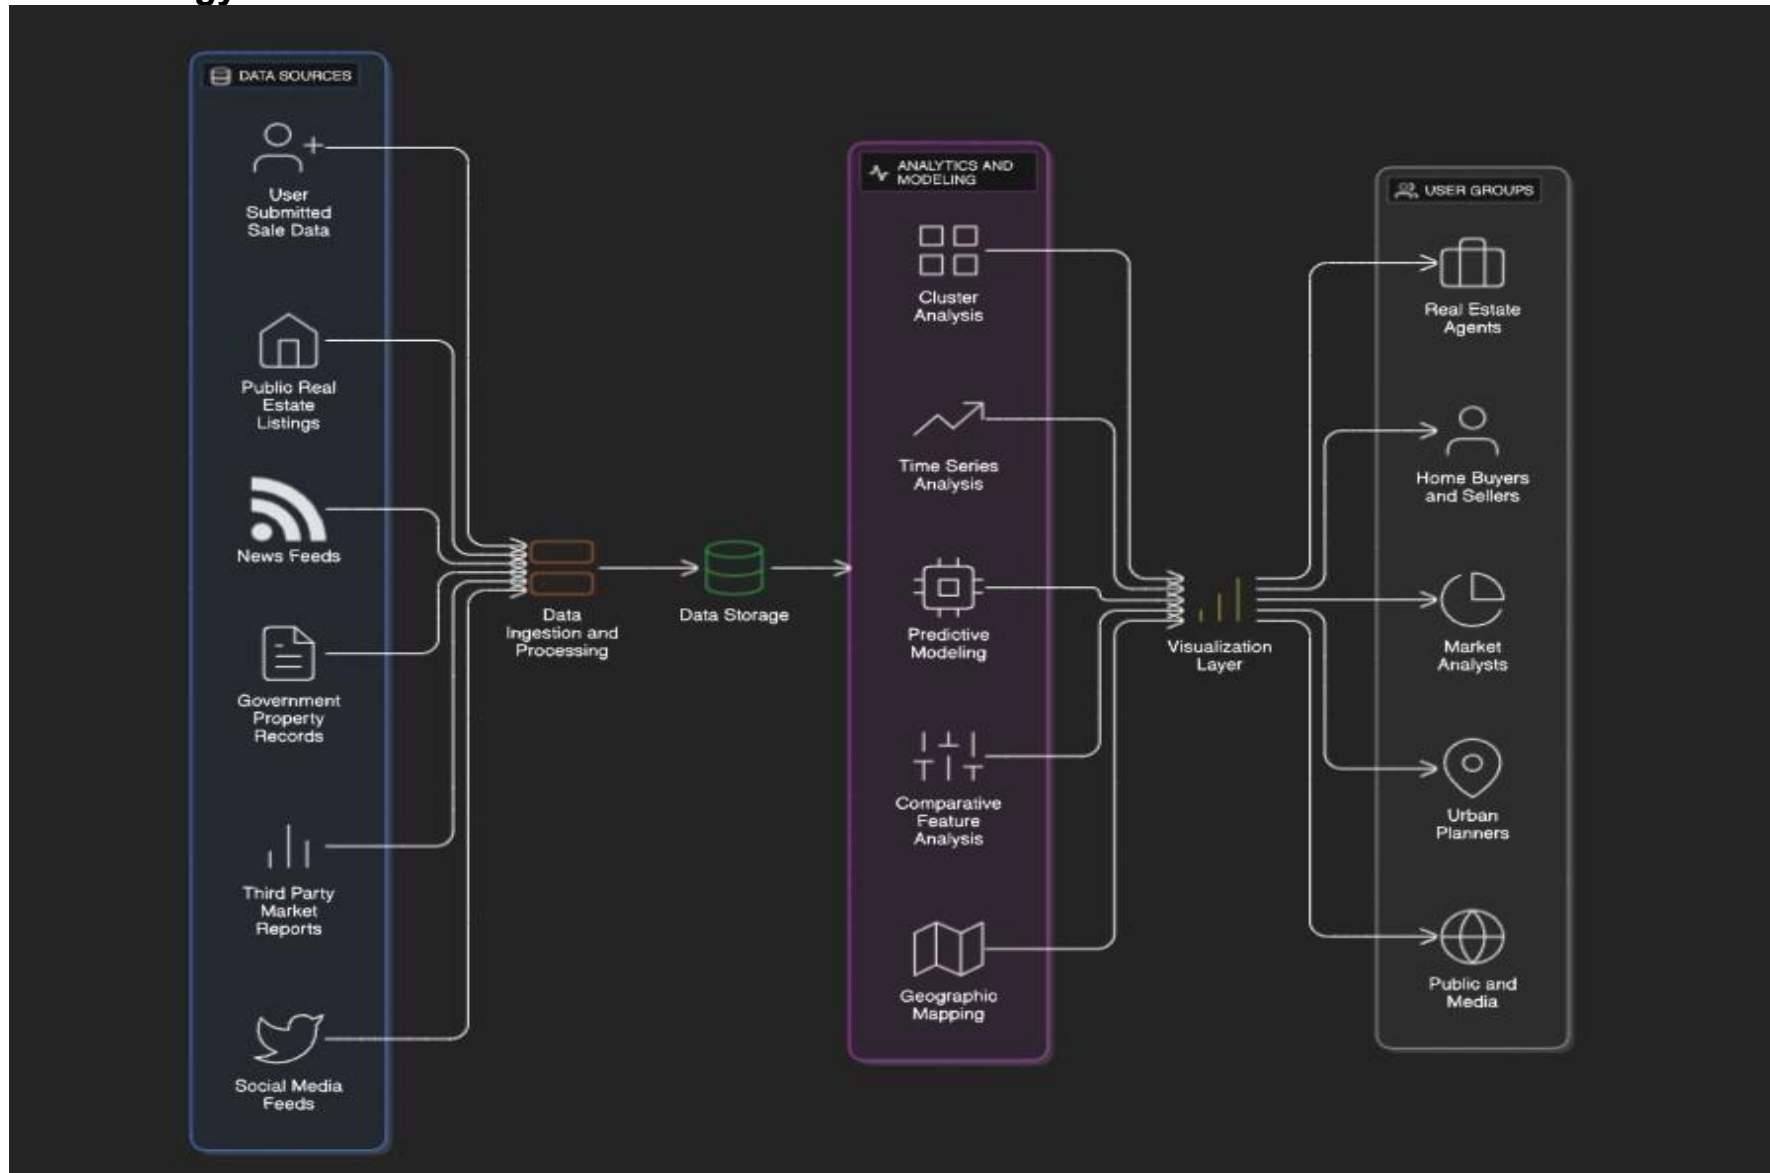 gy
DATA SOURCES
User
Submitted
Sale Data
Public Real
Estate
Listings
News Feeds
Government
Property
Records
Third Party
Market
Reports
Social Media
Feeds
Data
Ingestion and
Processing
Data Storage
ANALYTICS AND
MODELING
Cluster
Analysis
Time Series
Analysis
Predictive
Modeling
Comparative
Feature
Analysis
Geographic
Mapping
Visualization
Layer
USER GROUPS
Real Estate
Agents
Home Buyers
and Sellers
Market
Analysts
Urban
Planners
Public and
Media